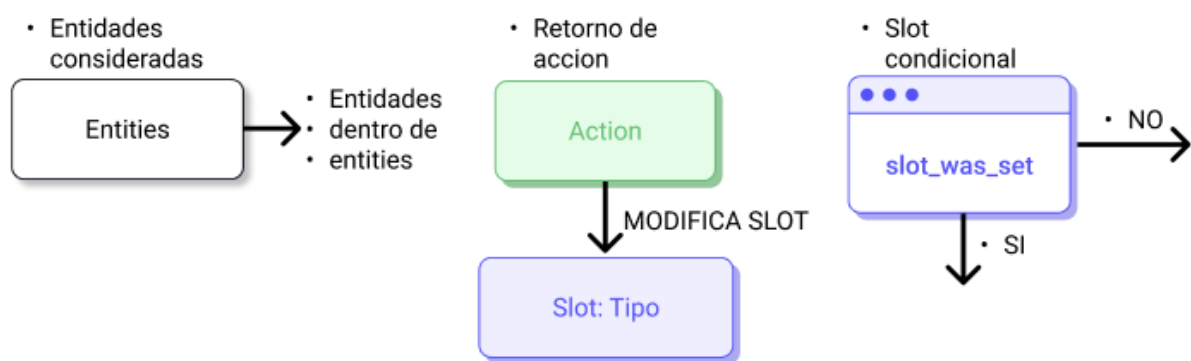 • Entidades
consideradas
Entities
• Entidades
• dentro de
• entities
• Retorno de
accion
Action
MODIFICA SLOT
Slot: Tipo
• Slot
condicional
slot_was_set
• NO
• SI